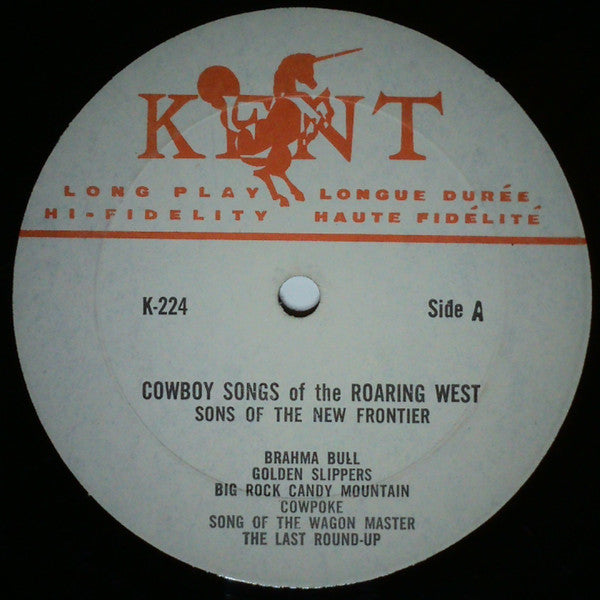 KENT
LONG PLAY LONGUE DURÉE
HI-FIDELITY HAUTE FIDÉLITÉ
K-224 Side A
COWBOY SONGS of the ROARING WEST
SONS OF THE NEW FRONTIER
BRAHMA BULL
GOLDEN SLIPPERS
BIG ROCK CANDY MOUNTAIN
COWPOKE
SONG OF THE WAGON MASTER
THE LAST ROUND-UP